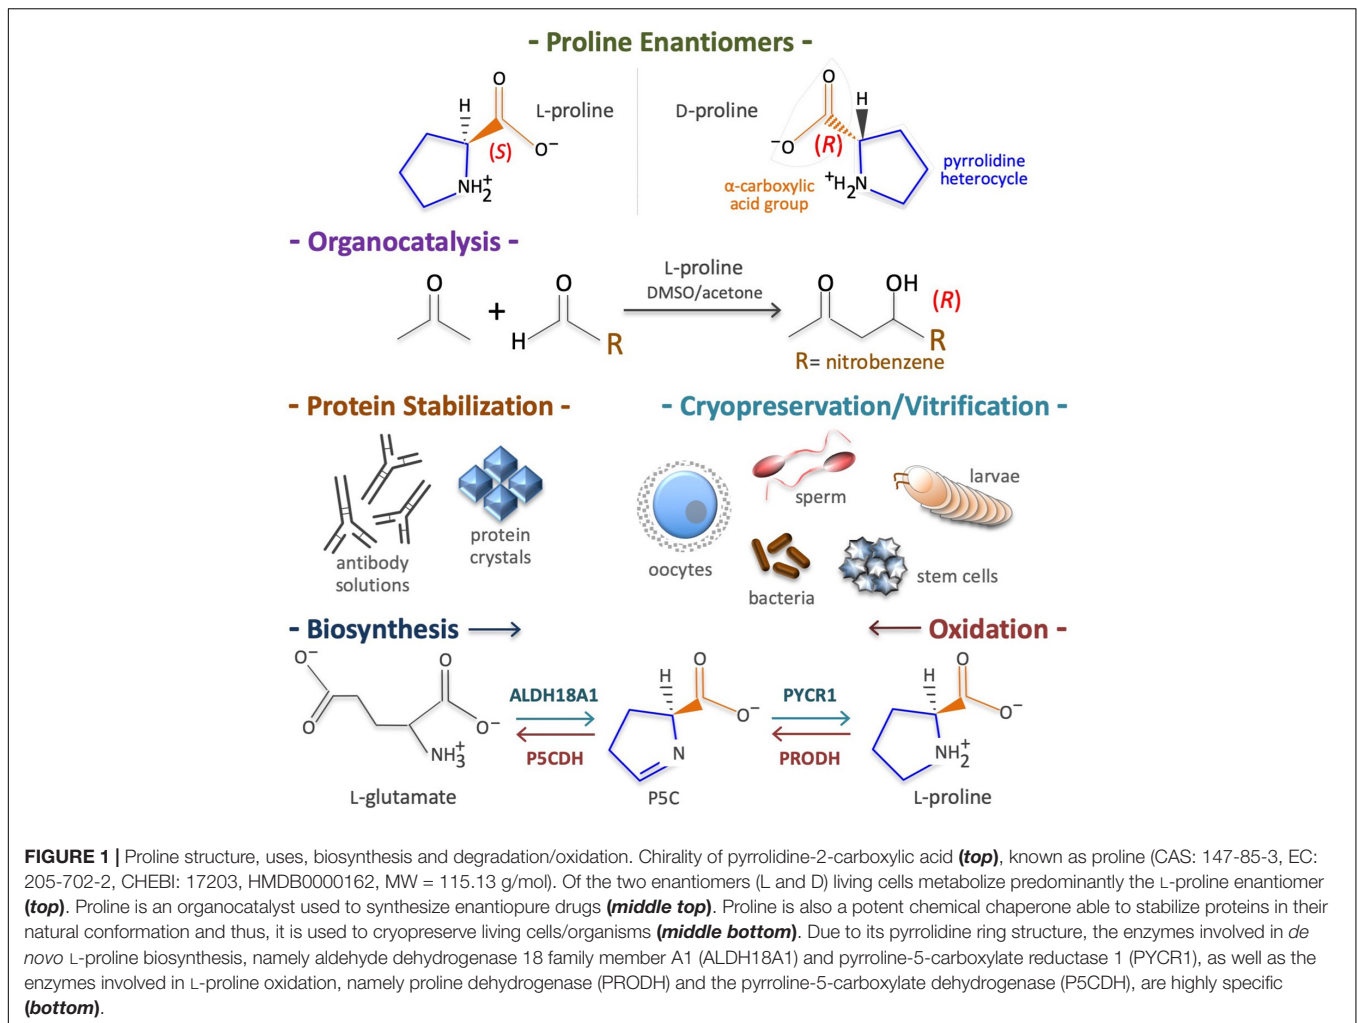 - Proline Enantiomers -
O
H
L-proline
(S)
O−
NH2+
D-proline
O
H
−O
(R)
+H2N
α-carboxylic
acid group
pyrrolidine
heterocycle
- Organocatalysis -
O
+
O
H
R
L-proline
DMSO/acetone
O
OH
(R)
R
R= nitrobenzene
- Protein Stabilization -
antibody
solutions
protein
crystals
- Cryopreservation/Vitrification -
oocytes
sperm
larvae
bacteria
stem cells
- Biosynthesis →
← Oxidation -
O−
O
O
O−
NH3+
L-glutamate
ALDH18A1
P5CDH
H
O
O−
N
P5C
PYCR1
PRODH
H
O
O−
NH2+
L-proline
FIGURE 1 | Proline structure, uses, biosynthesis and degradation/oxidation. Chirality of pyrrolidine-2-carboxylic acid (top), known as proline (CAS: 147-85-3, EC:
205-702-2, CHEBI: 17203, HMDB0000162, MW = 115.13 g/mol). Of the two enantiomers (L and D) living cells metabolize predominantly the L-proline enantiomer
(top). Proline is an organocatalyst used to synthesize enantiopure drugs (middle top). Proline is also a potent chemical chaperone able to stabilize proteins in their
natural conformation and thus, it is used to cryopreserve living cells/organisms (middle bottom). Due to its pyrrolidine ring structure, the enzymes involved in de
novo L-proline biosynthesis, namely aldehyde dehydrogenase 18 family member A1 (ALDH18A1) and pyrroline-5-carboxylate reductase 1 (PYCR1), as well as the
enzymes involved in L-proline oxidation, namely proline dehydrogenase (PRODH) and the pyrroline-5-carboxylate dehydrogenase (P5CDH), are highly specific
(bottom).